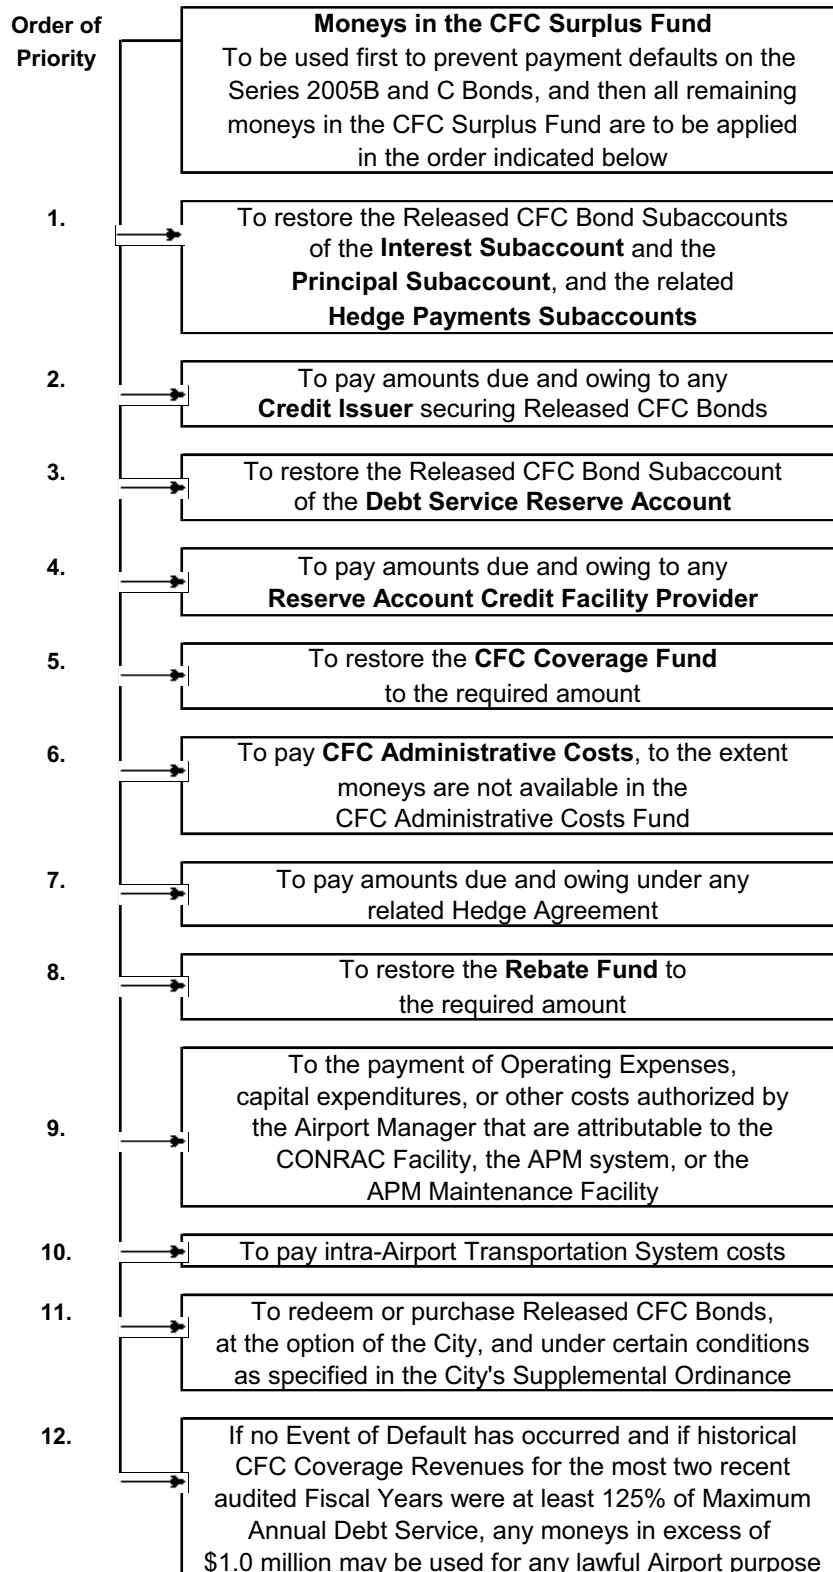 Order of
Priority
Moneys in the CFC Surplus Fund
To be used first to prevent payment defaults on the
Series 2005B and C Bonds, and then all remaining
moneys in the CFC Surplus Fund are to be applied
in the order indicated below
1.
To restore the Released CFC Bond Subaccounts
of the Interest Subaccount and the
Principal Subaccount, and the related
Hedge Payments Subaccounts
2.
To pay amounts due and owing to any
Credit Issuer securing Released CFC Bonds
3.
To restore the Released CFC Bond Subaccount
of the Debt Service Reserve Account
4.
To pay amounts due and owing to any
Reserve Account Credit Facility Provider
5.
To restore the CFC Coverage Fund
to the required amount
6.
To pay CFC Administrative Costs, to the extent
moneys are not available in the
CFC Administrative Costs Fund
7.
To pay amounts due and owing under any
related Hedge Agreement
8.
To restore the Rebate Fund to
the required amount
9.
To the payment of Operating Expenses,
capital expenditures, or other costs authorized by
the Airport Manager that are attributable to the
CONRAC Facility, the APM system, or the
APM Maintenance Facility
10.
To pay intra-Airport Transportation System costs
11.
To redeem or purchase Released CFC Bonds,
at the option of the City, and under certain conditions
as specified in the City's Supplemental Ordinance
12.
If no Event of Default has occurred and if historical
CFC Coverage Revenues for the most two recent
audited Fiscal Years were at least 125% of Maximum
Annual Debt Service, any moneys in excess of
$1.0 million may be used for any lawful Airport purpose